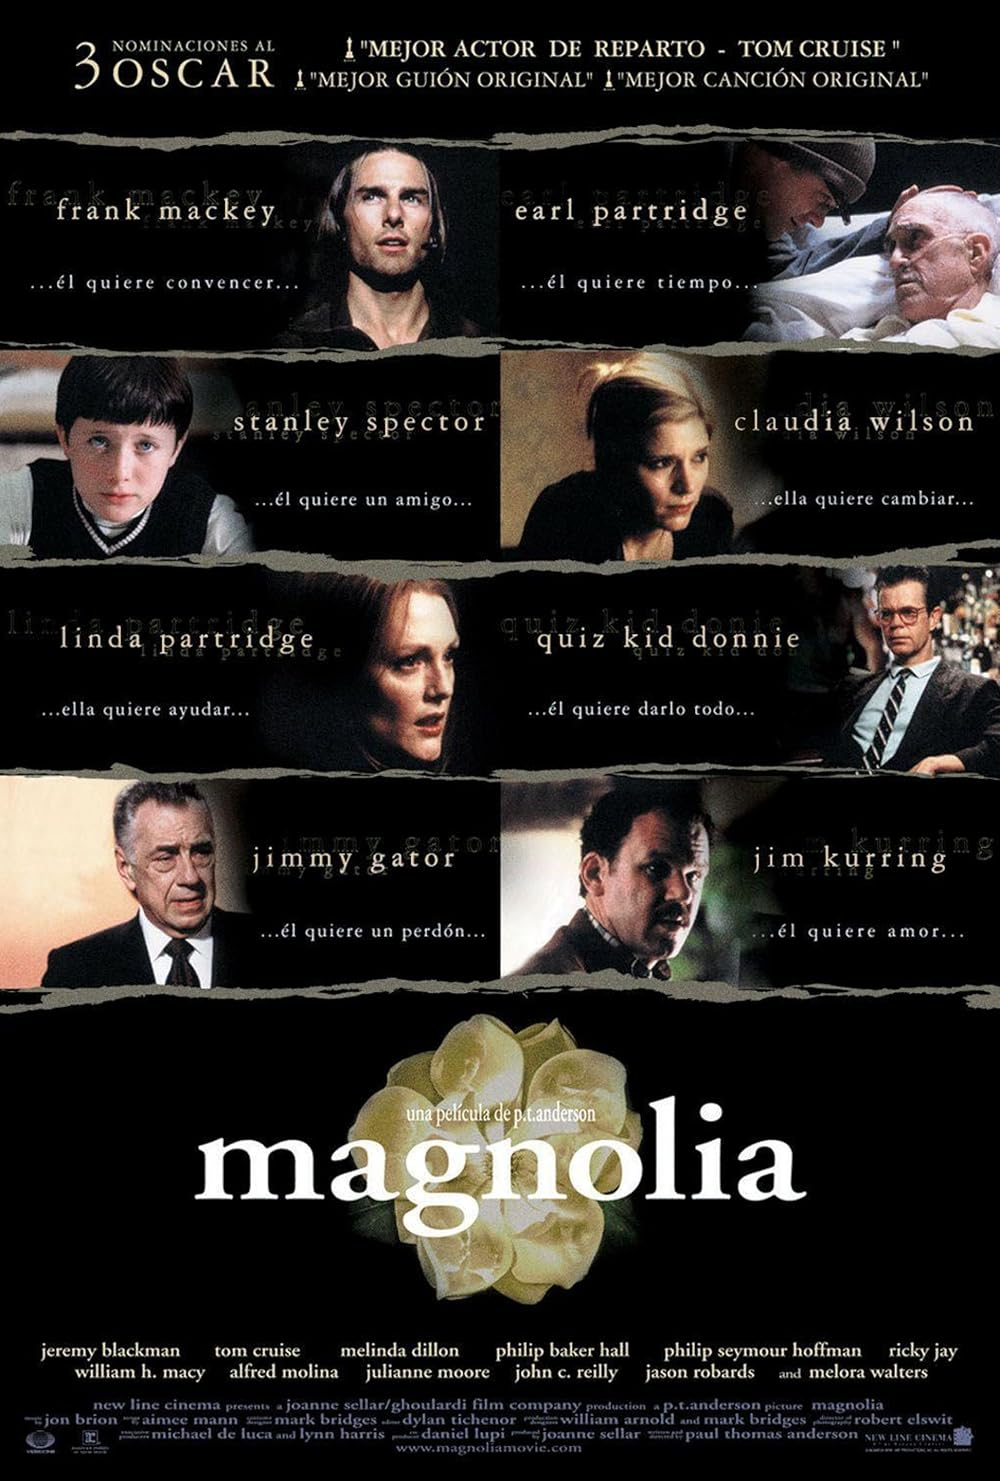 3 NOMINACIONES AL OSCAR
"MEJOR ACTOR DE REPARTO - TOM CRUISE"
"MEJOR GUIÓN ORIGINAL" "MEJOR CANCIÓN ORIGINAL"
frank mackey
...él quiere convencer...
earl partridge
...él quiere tiempo...
stanley spector
...él quiere un amigo...
claudia wilson
...ella quiere cambiar...
linda partridge
...ella quiere ayudar...
quiz kid donnie
...él quiere darlo todo...
jimmy gator
...él quiere un perdón...
jim kurring
...él quiere amor...
una película de p.t.anderson
magnolia
jeremy blackman tom cruise melinda dillon philip baker hall philip seymour hoffman ricky jay
william h. macy alfred molina julianne moore john c. reilly jason robards and melora walters
new line cinema presents a joanne sellar/ghoulardi film company production a p.t.anderson picture magnolia
jon brion aimee mann mark bridges dylan tichenor william arnold and mark bridges robert elswit
michael de luca and lynn harris daniel lupi joanne sellar paul thomas anderson NEW LINE CINEMA
www.magnoliamovie.com